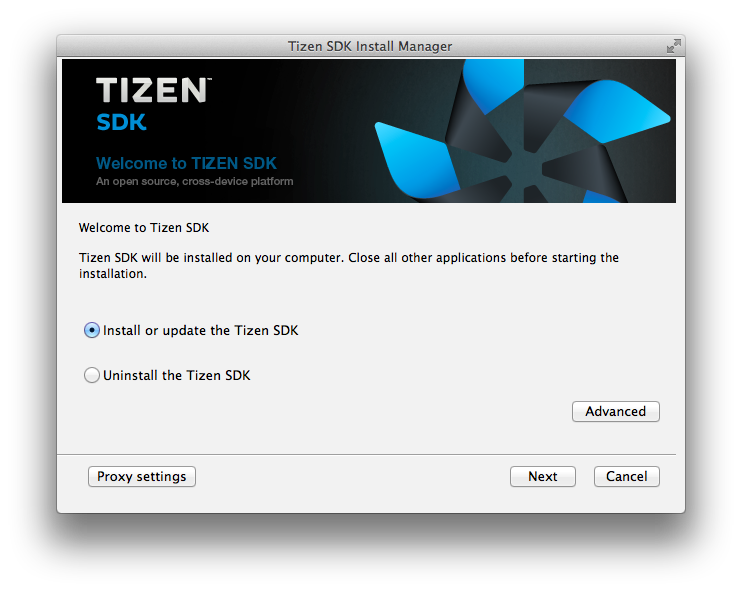 Tizen SDK Install Manager
TIZEN™
SDK
Welcome to TIZEN SDK
An open source, cross-device platform
Welcome to Tizen SDK
Tizen SDK will be installed on your computer. Close all other applications before starting the
installation.
Install or update the Tizen SDK
Uninstall the Tizen SDK
Advanced
Proxy settings
Next
Cancel